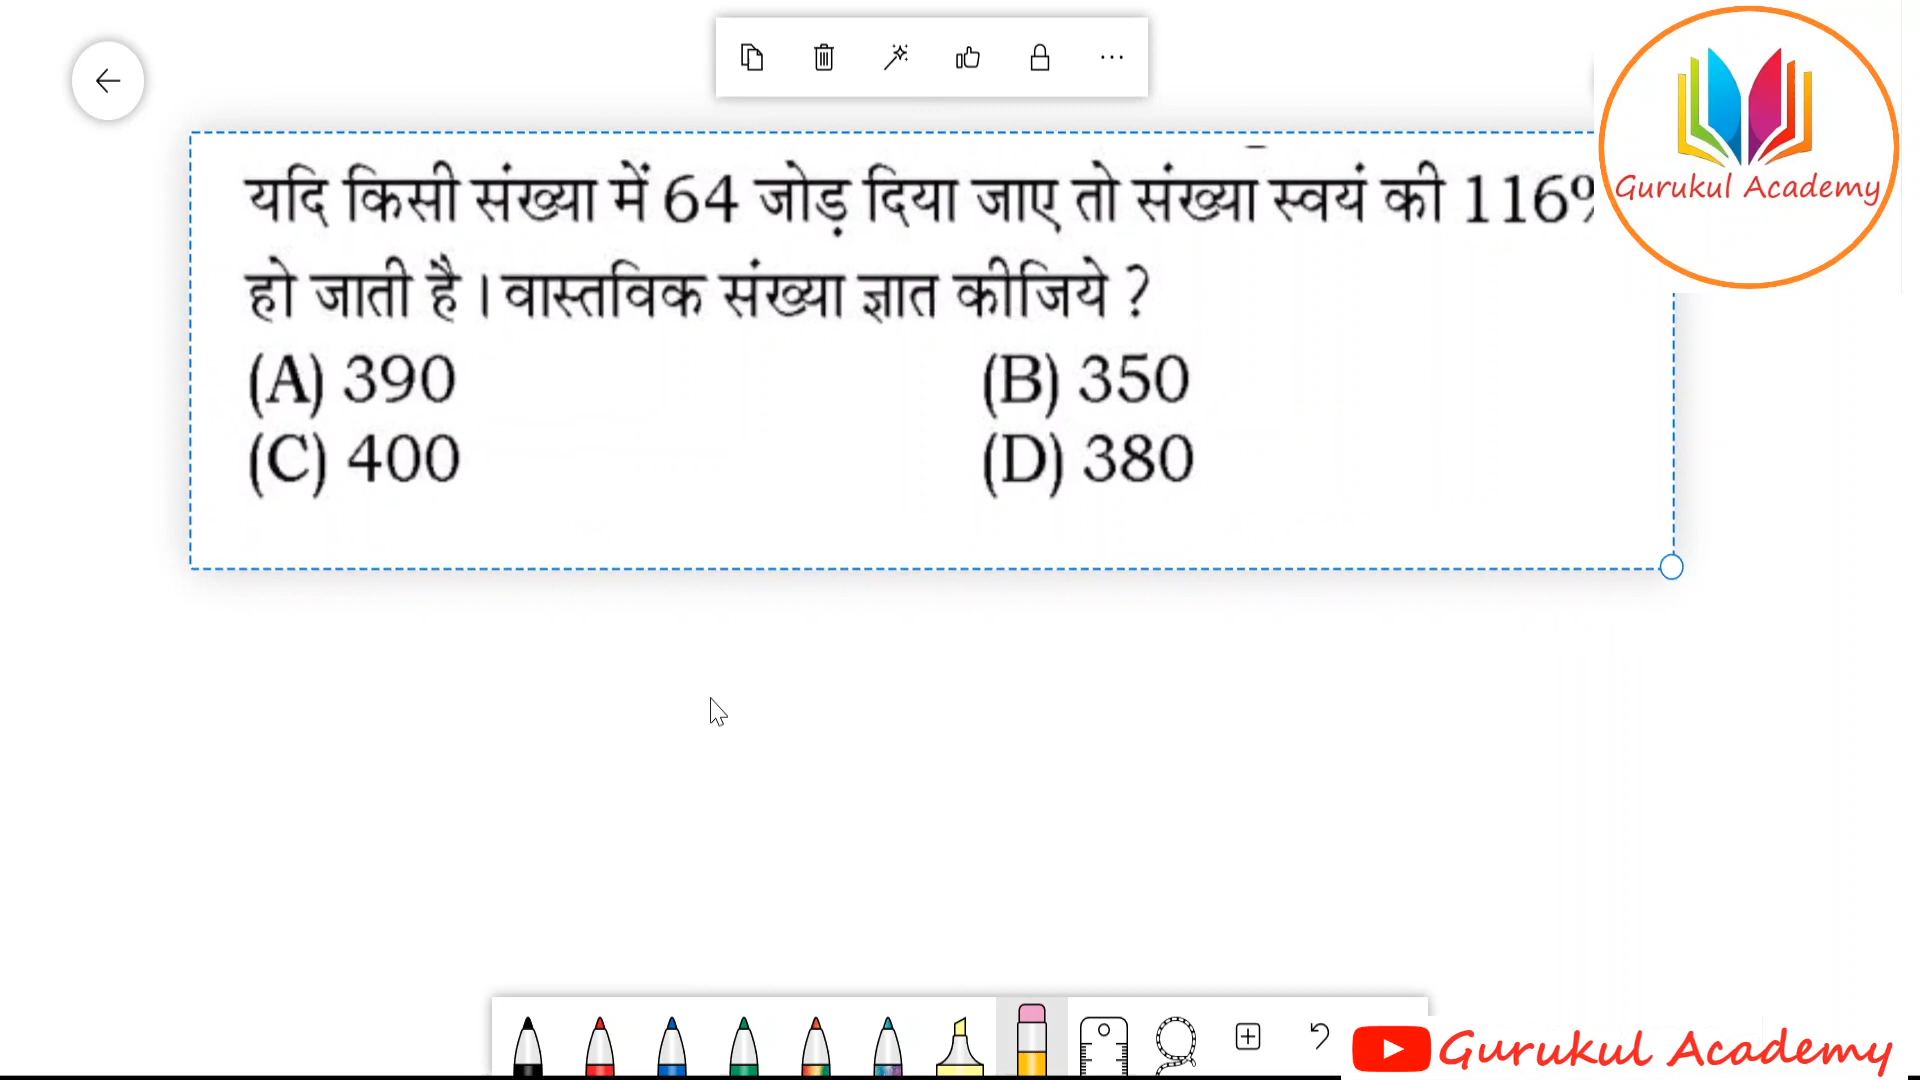 यदि किसी संख्या में 64 जोड़ दिया जाए तो संख्या स्वयं की 116%
हो जाती है। वास्तविक संख्या ज्ञात कीजिये ?
(A) 390 (B) 350
(C) 400 (D) 380
Gurukul Academy
Gurukul Academy